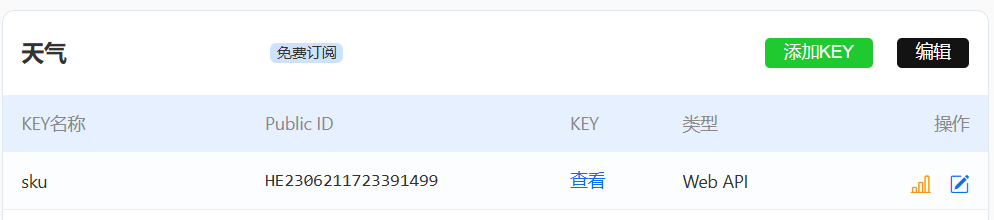 天气 免费订阅 添加KEY 编辑
KEY名称 Public ID KEY 类型 操作
sku HE2306211723391499 查看 Web API